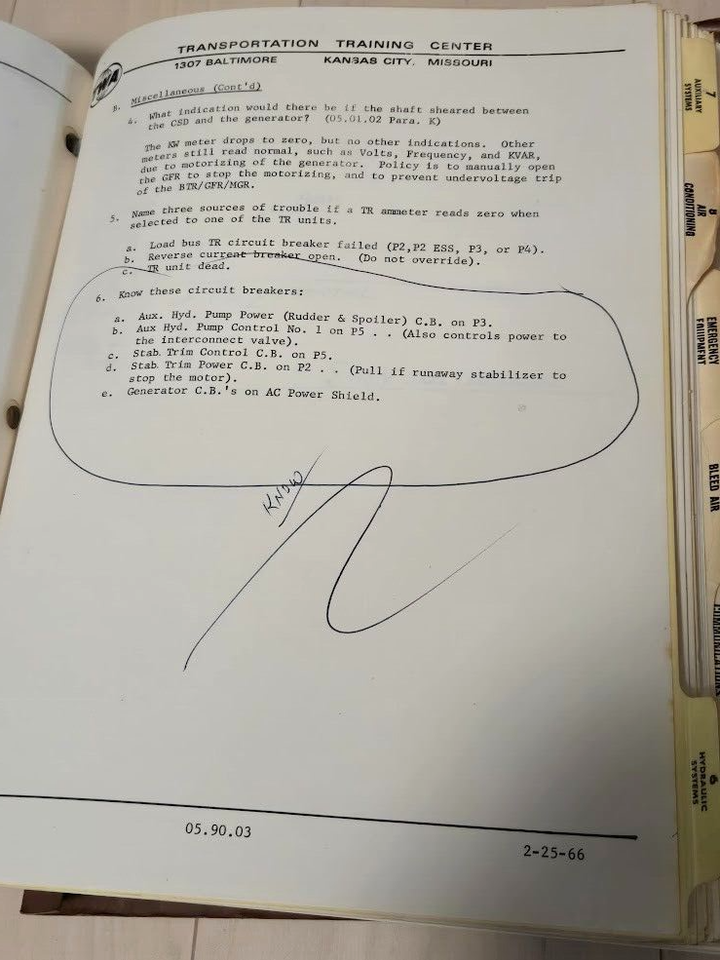 TRANSPORTATION TRAINING CENTER
1307 BALTIMORE KANSAS CITY, MISSOURI
TWA
B. Miscellaneous (Cont'd)
4. What indication would there be if the shaft sheared between
the CSD and the generator? (05.01.02 Para. K)
The KW meter drops to zero, but no other indications. Other
meters still read normal, such as Volts, Frequency, and KVAR,
due to motorizing of the generator. Policy is to manually open
the GFR to stop the motorizing, and to prevent undervoltage trip
of the BTR/GFR/MGR.
5. Name three sources of trouble if a TR ammeter reads zero when
selected to one of the TR units.
a. Load bus TR circuit breaker failed (P2,P2 ESS, P3, or P4).
b. Reverse current breaker open. (Do not override).
c. TR unit dead.
6. Know these circuit breakers:
a. Aux. Hyd. Pump Power (Rudder & Spoiler) C.B. on P3.
b. Aux Hyd. Pump Control No. 1 on P5 . . (Also controls power to
the interconnect valve).
c. Stab. Trim Control C.B. on P5.
d. Stab. Trim Power C.B. on P2 . . (Pull if runaway stabilizer to
stop the motor).
e. Generator C.B.'s on AC Power Shield.
KNOW
05.90.03
2-25-66
7
AUXILIARY
SYSTEMS
8
AIR
CONDITIONING
EMERGENCY
EQUIPMENT
BLEED AIR
COMMUNICATIONS
6
HYDRAULIC
SYSTEMS